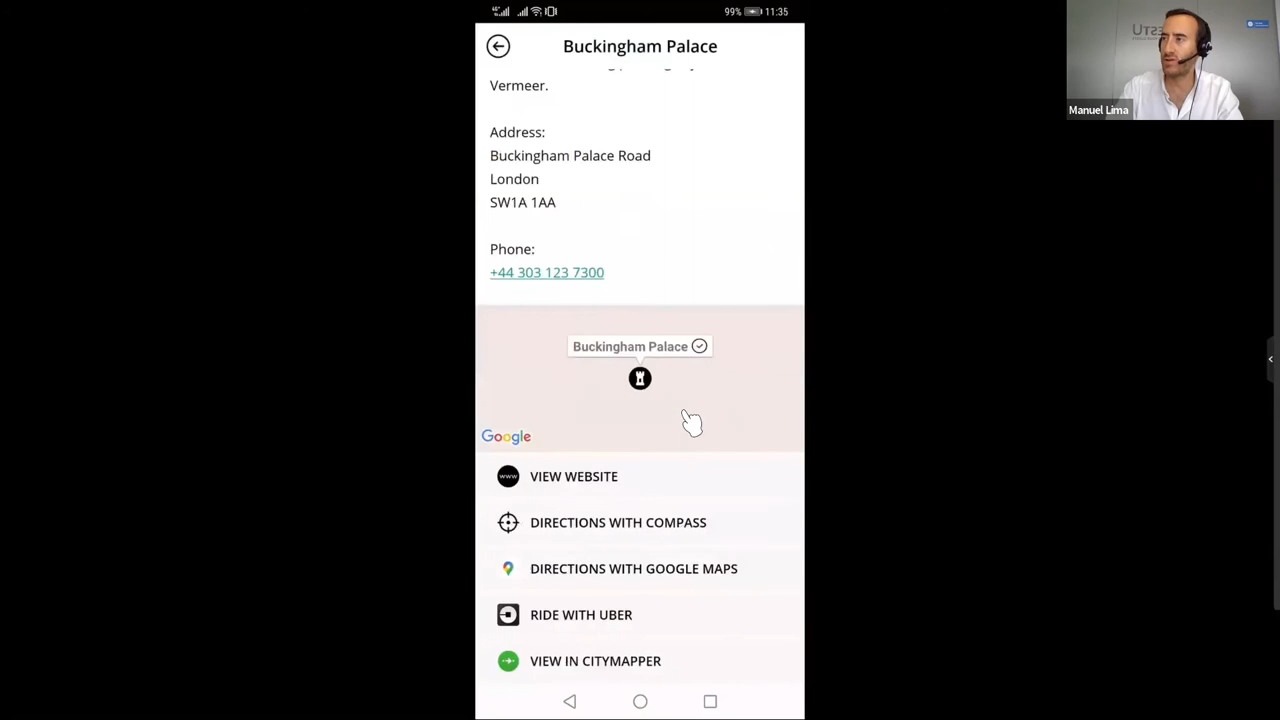 99% 11:35
Buckingham Palace
Vermeer.
Address:
Buckingham Palace Road
London
SW1A 1AA
Phone:
+44 303 123 7300
Buckingham Palace
Google
www VIEW WEBSITE
DIRECTIONS WITH COMPASS
DIRECTIONS WITH GOOGLE MAPS
RIDE WITH UBER
VIEW IN CITYMAPPER
Manuel Lima